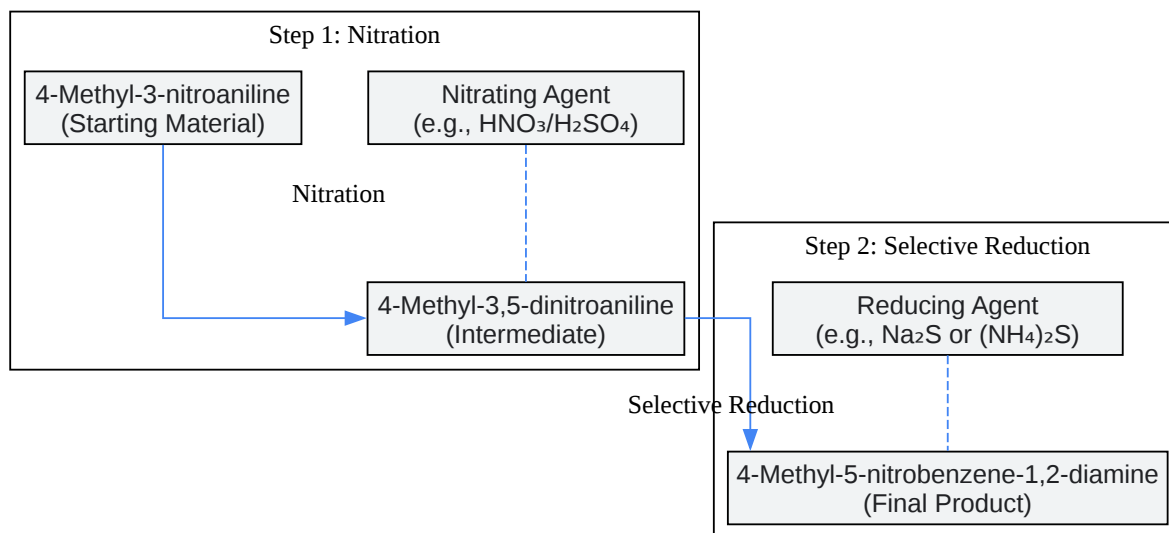 Step 1: Nitration
4-Methyl-3-nitroaniline
(Starting Material)
Nitrating Agent
(e.g., HNO₃/H₂SO₄)
Nitration
4-Methyl-3,5-dinitroaniline
(Intermediate)
Step 2: Selective Reduction
Reducing Agent
(e.g., Na₂S or (NH₄)₂S)
Selective Reduction
4-Methyl-5-nitrobenzene-1,2-diamine
(Final Product)